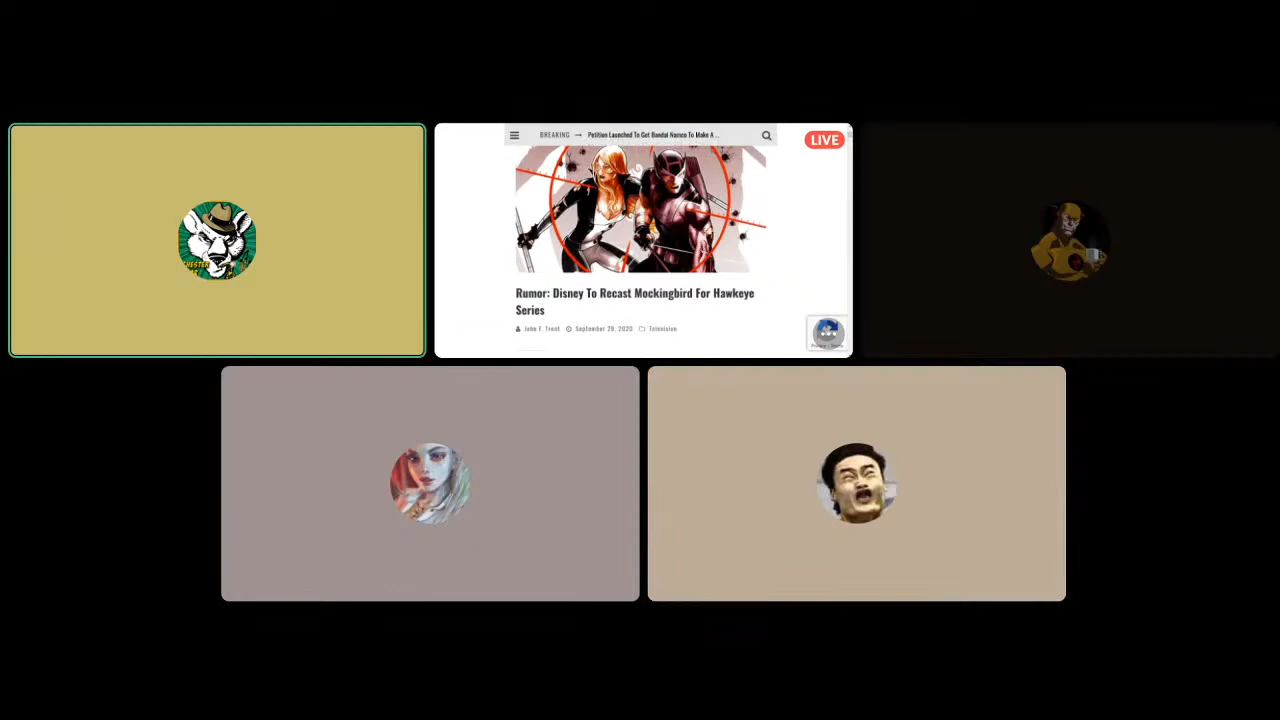 BREAKING → Petition Launched To Get Bandai Namco To Make A ...
LIVE
Rumor: Disney To Recast Mockingbird For Hawkeye
Series
John F. Trent September 29, 2020 Television
CHESTER